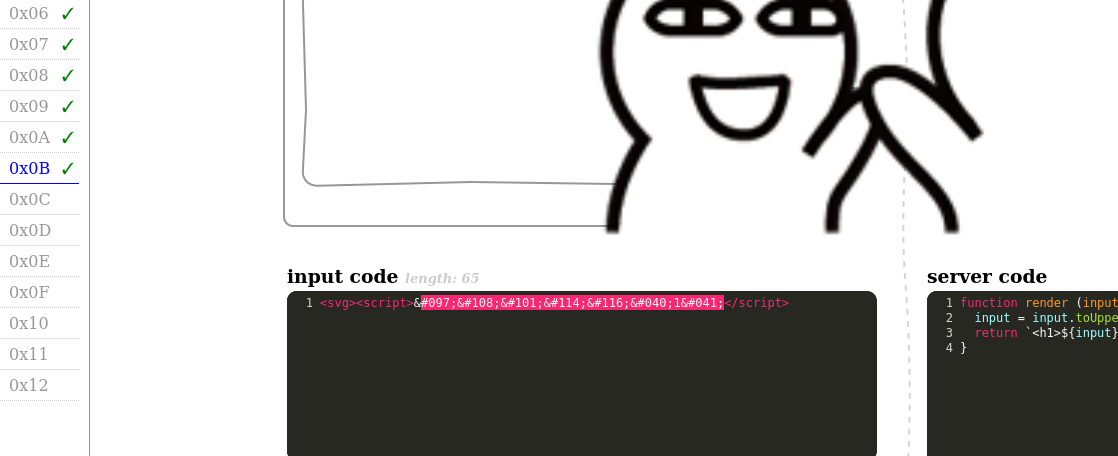 0x06 ✓
0x07 ✓
0x08 ✓
0x09 ✓
0x0A ✓
0x0B ✓
0x0C
0x0D
0x0E
0x0F
0x10
0x11
0x12
input code length: 65
1 <svg><script>&#097;&#108;&#101;&#114;&#116;&#040;1&#041;</script>
server code
1 function render (input
2 input = input.toUppe
3 return `<h1>${input}
4 }